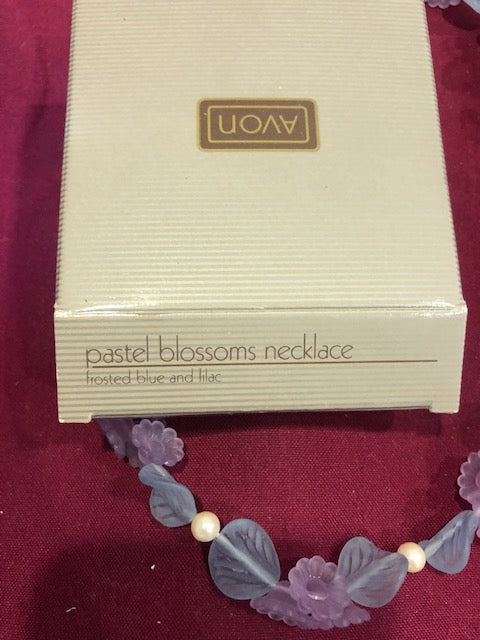 AVON
pastel blossoms necklace
frosted blue and lilac